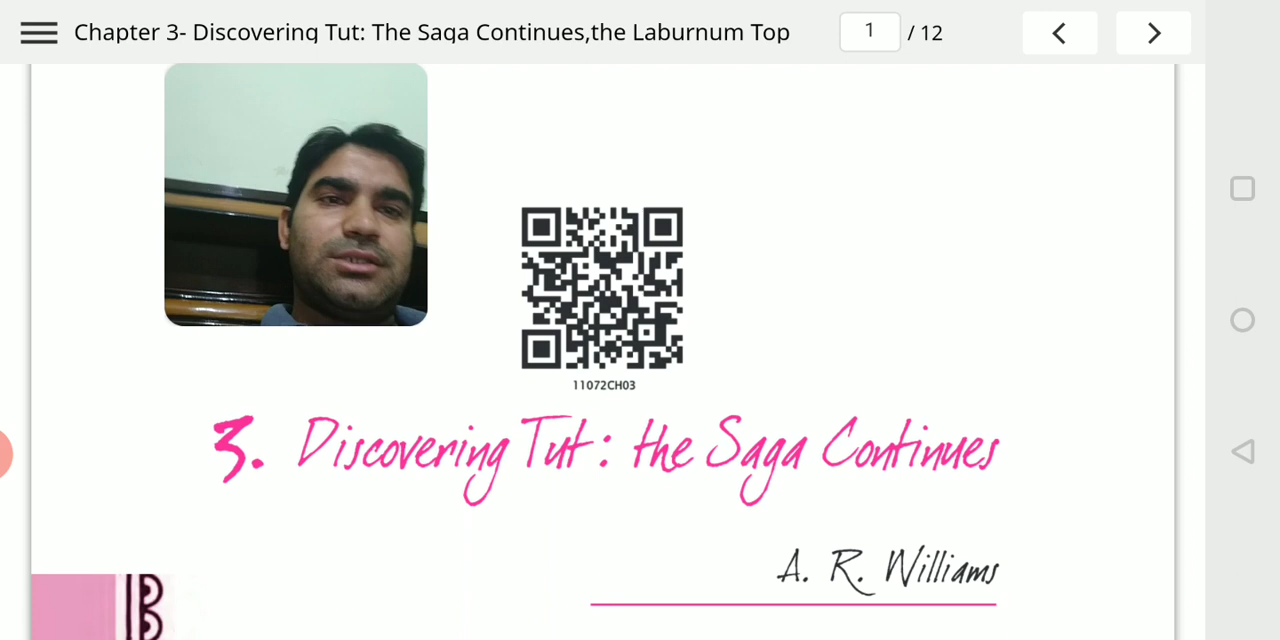 Chapter 3- Discovering Tut: The Saga Continues,the Laburnum Top
1 / 12
11072CH03
3. Discovering Tut: the Saga Continues
A. R. Williams